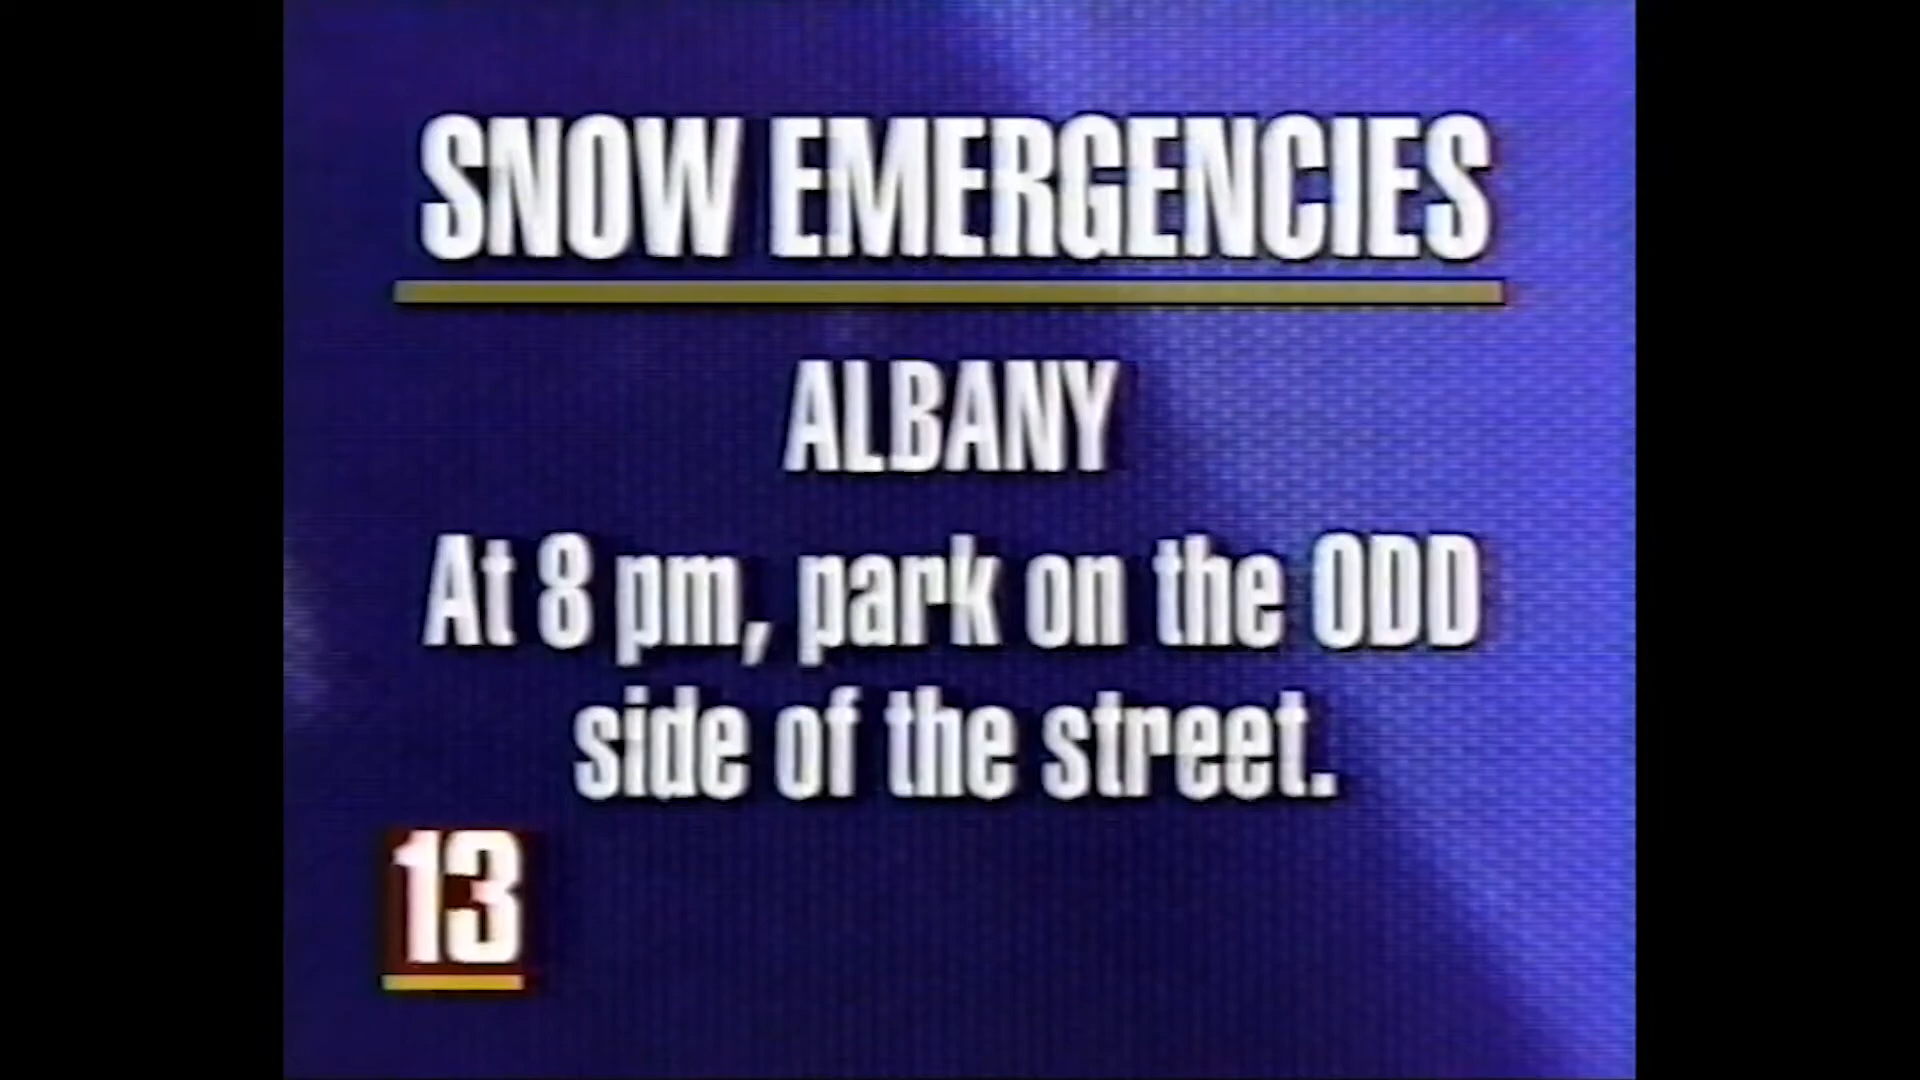 SNOW EMERGENCIES
ALBANY
At 8 pm, park on the ODD
side of the street.
13